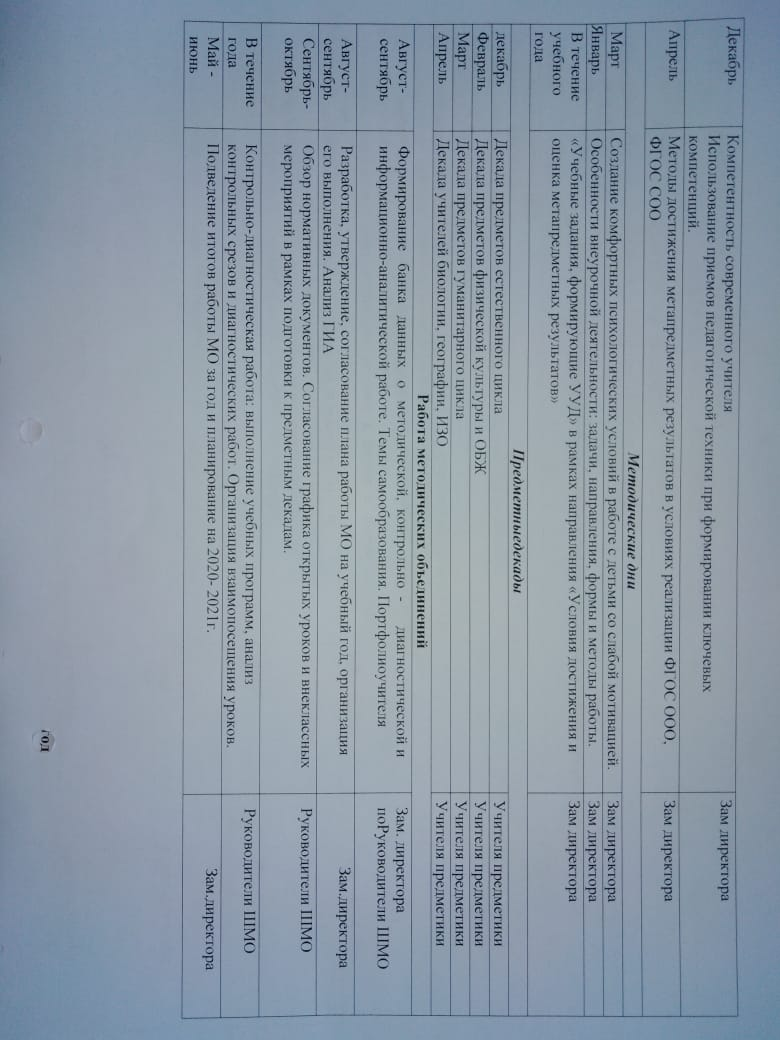 Декабрь
Компетентность современного учителя
Использование приемов педагогической техники при формировании ключевых
компетенций.
Зам директора
Апрель
Методы достижения метапредметных результатов в условиях реализации ФГОС ООО,
ФГОС СОО
Зам директора
Методические дни
Март
Создание комфортных психологических условий в работе с детьми со слабой мотивацией.
Зам директора
Январь
Особенности внеурочной деятельности: задачи, направления, формы и методы работы.
Зам директора
В течение
учебного
года
«Учебные задания, формирующие УУД» в рамках направления «Условия достижения и
оценка метапредметных результатов»
Зам директора
Предметныедекады
декабрь
Декада предметов естественного цикла
Учителя предметики
Февраль
Декада предметов физической культуры и ОБЖ
Учителя предметики
Март
Декада предметов гуманитарного цикла
Учителя предметики
Апрель
Декада учителей биологии, географии, ИЗО
Учителя предметики
Работа методических объединений
Август-
сентябрь
Формирование банка данных о методической, контрольно - диагностической и
информационно-аналитической работе. Темы самообразования. Портфолиоучителя
Зам. директора
поРуководители ШМО
Август-
сентябрь
Разработка, утверждение, согласование плана работы МО на учебный год, организация
его выполнения. Анализ ГИА
Зам.директора
Сентябрь-
октябрь
Обзор нормативных документов. Согласование графика открытых уроков и внеклассных
мероприятий в рамках подготовки к предметным декадам.
Руководители ШМО
В течение
года
Контрольно-диагностическая работа: выполнение учебных программ, анализ
контрольных срезов и диагностических работ. Организация взаимопосещения уроков.
Руководители ШМО
Май -
июнь
Подведение итогов работы МО за год и планирование на 2020- 2021г.
Зам.директора
год